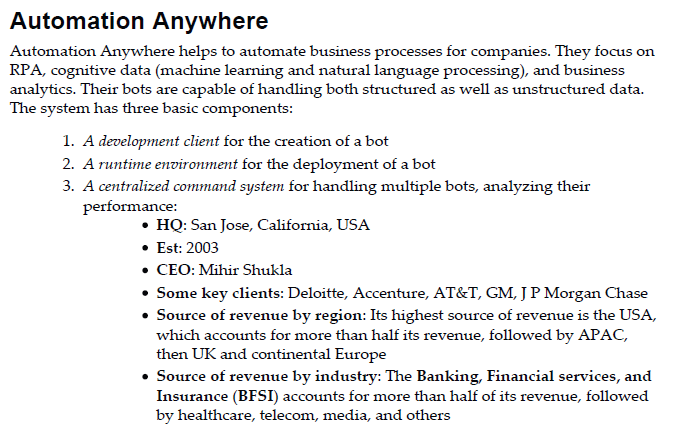 Automation Anywhere
Automation Anywhere helps to automate business processes for companies. They focus on
RPA, cognitive data (machine learning and natural language processing), and business
analytics. Their bots are capable of handling both structured as well as unstructured data.
The system has three basic components:
1. A development client for the creation of a bot
2. A runtime environment for the deployment of a bot
3. A centralized command system for handling multiple bots, analyzing their
performance:
• HQ: San Jose, California, USA
• Est: 2003
• CEO: Mihir Shukla
• Some key clients: Deloitte, Accenture, AT&T, GM, J P Morgan Chase
• Source of revenue by region: Its highest source of revenue is the USA,
which accounts for more than half its revenue, followed by APAC,
then UK and continental Europe
• Source of revenue by industry: The Banking, Financial services, and
Insurance (BFSI) accounts for more than half of its revenue, followed
by healthcare, telecom, media, and others